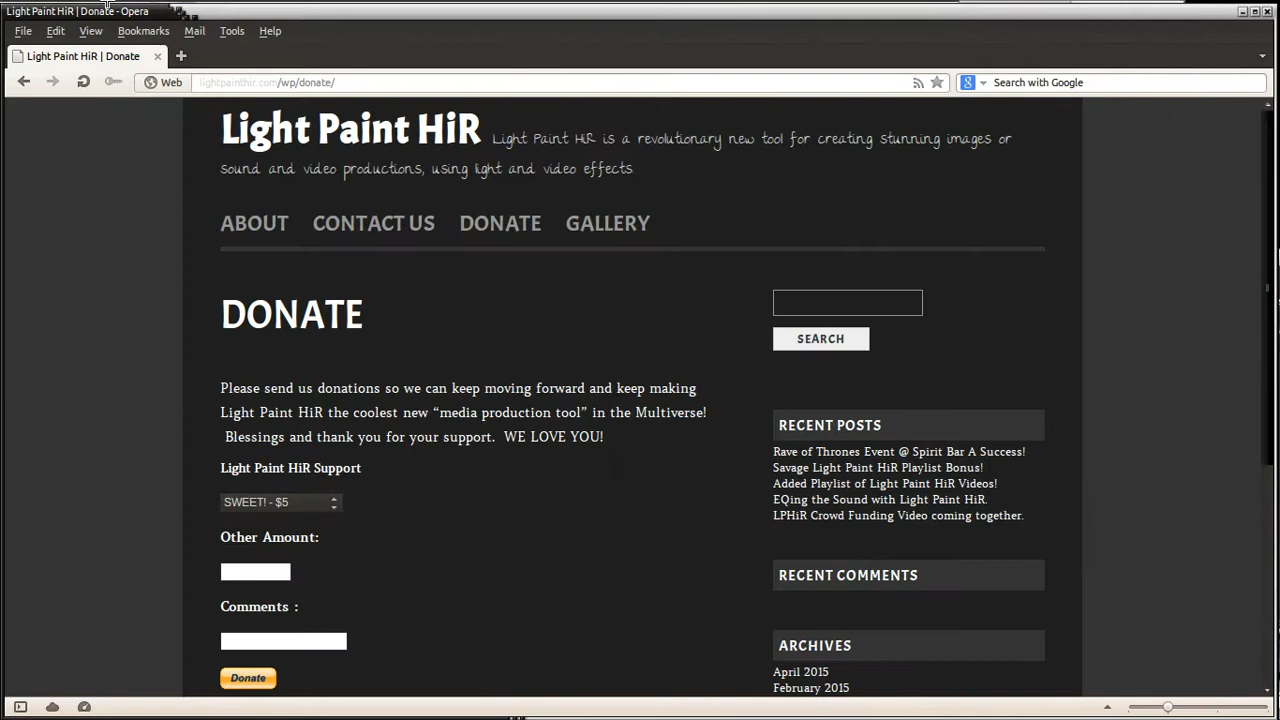 Light Paint HiR | Donate - Opera
File Edit View Bookmarks Mail Tools Help
Light Paint HiR | Donate
Web lightpainthir.com/wp/donate/ Search with Google
Light Paint HiR Light Paint HiR is a revolutionary new tool for creating stunning images or
sound and video productions, using light and video effects.
ABOUT CONTACT US DONATE GALLERY
DONATE
SEARCH
Please send us donations so we can keep moving forward and keep making
Light Paint HiR the coolest new “media production tool” in the Multiverse!
Blessings and thank you for your support. WE LOVE YOU!
Light Paint HiR Support
SWEET! - $5
Other Amount:
Comments :
Donate
RECENT POSTS
Rave of Thrones Event @ Spirit Bar A Success!
Savage Light Paint HiR Playlist Bonus!
Added Playlist of Light Paint HiR Videos!
EQing the Sound with Light Paint HiR.
LPHiR Crowd Funding Video coming together.
RECENT COMMENTS
ARCHIVES
April 2015
February 2015